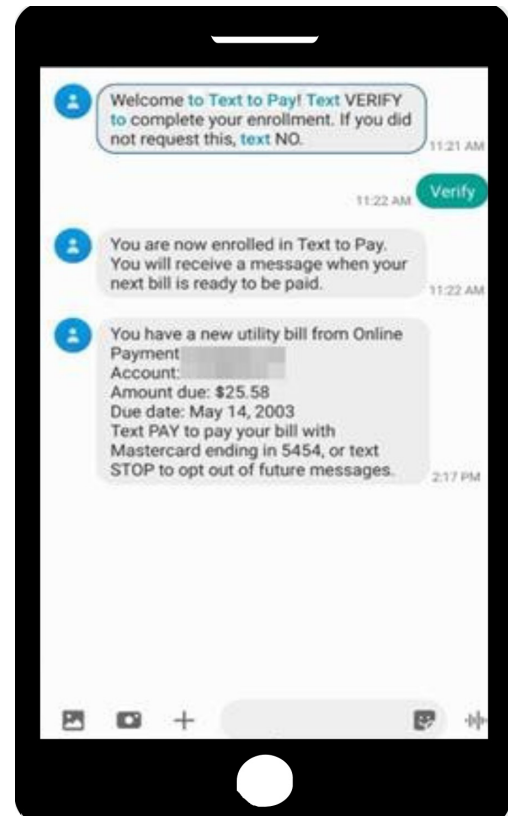 Welcome to Text to Pay! Text VERIFY
to complete your enrollment. If you did
not request this, text NO.
11:21 AM
11:22 AM
Verify
You are now enrolled in Text to Pay.
You will receive a message when your
next bill is ready to be paid.
11:22 AM
You have a new utility bill from Online
Payment
Account:
Amount due: $25.58
Due date: May 14, 2003
Text PAY to pay your bill with
Mastercard ending in 5454, or text
STOP to opt out of future messages.
2:17 PM